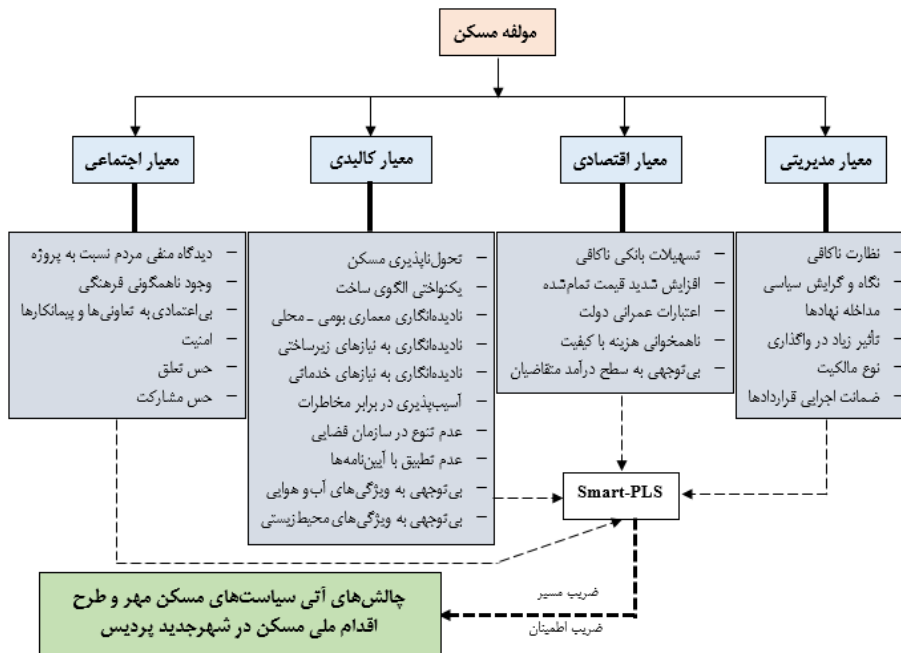 مولفه مسکن
معیار مدیریتی
معیار اقتصادی
معیار کالبدی
معیار اجتماعی
– نظارت ناکافی
– نگاه و گرایش سیاسی
– مداخله نهادها
– تأثیر زیاد در واگذاری
– نوع مالکیت
– ضمانت اجرایی قراردادها
– تسهیلات بانکی ناکافی
– افزایش شدید قیمت تمام‌شده
– اعتبارات عمرانی دولت
– ناهمخوانی هزینه با کیفیت
– بی‌توجهی به سطح درآمد متقاضیان
– تحول‌ناپذیری مسکن
– یکنواختی الگوی ساخت
– نادیده‌انگاری معماری بومی – محلی
– نادیده‌انگاری به نیازهای زیرساختی
– نادیده‌انگاری به نیازهای خدماتی
– آسیب‌پذیری در برابر مخاطرات
– عدم تنوع در سازمان فضایی
– عدم تطبیق با آیین‌نامه‌ها
– بی‌توجهی به ویژگی‌های آب‌و هوایی
– بی‌توجهی به ویژگی‌های محیط‌زیستی
– دیدگاه منفی مردم نسبت به پروژه
– وجود ناهمگونی فرهنگی
– بی‌اعتمادی به تعاونی‌ها و پیمانکارها
– امنیت
– حس تعلق
– حس مشارکت
Smart-PLS
ضریب مسیر
ضریب اطمینان
چالش‌های آتی سیاست‌های مسکن مهر و طرح
اقدام ملی مسکن در شهرجدید پردیس